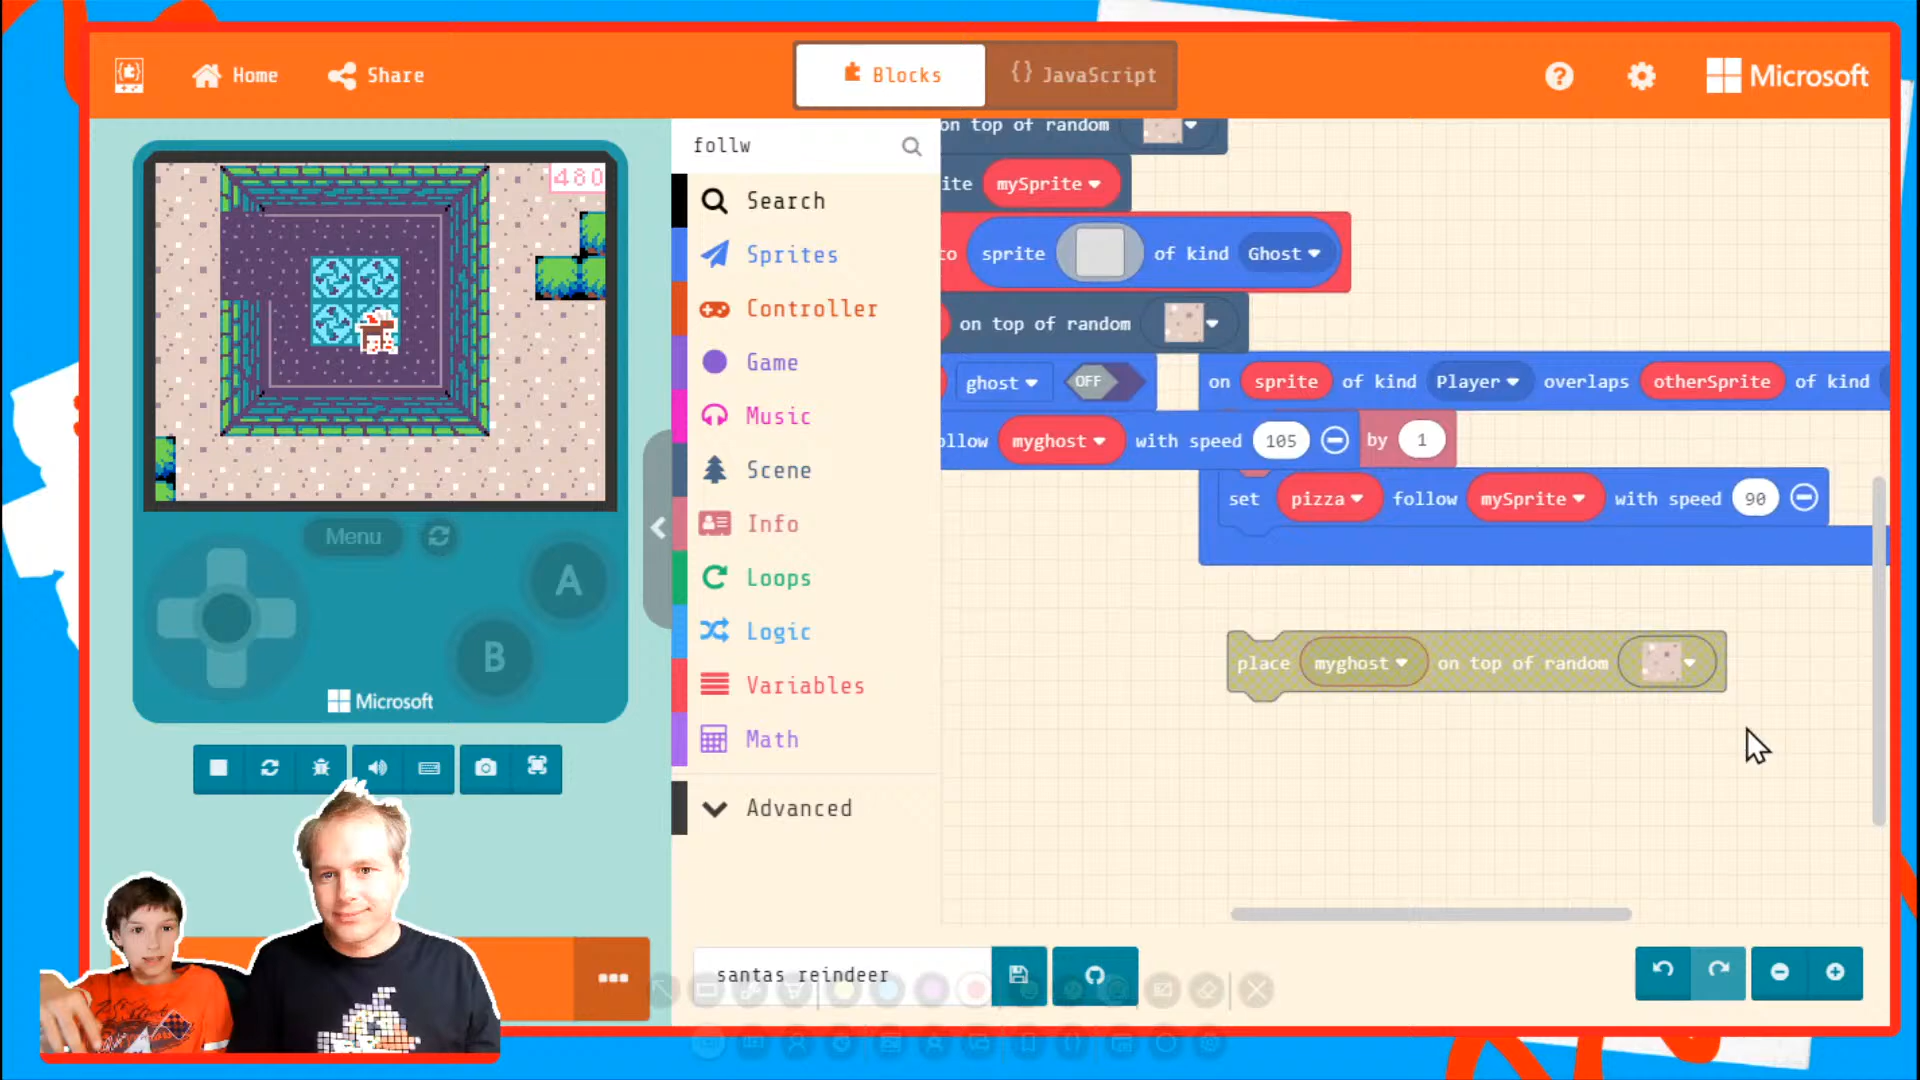 Home
Share
Blocks
{} JavaScript
?
Microsoft
480
Menu
A
B
Microsoft
follw
Search
Sprites
Controller
Game
Music
Scene
Info
Loops
Logic
Variables
Math
Advanced
on top of random
ite mySprite
to sprite of kind Ghost
on top of random
ghost OFF
on sprite of kind Player overlaps otherSprite of kind
llow myghost with speed 105 by 1
set pizza follow mySprite with speed 90
place myghost on top of random
santas reindeer